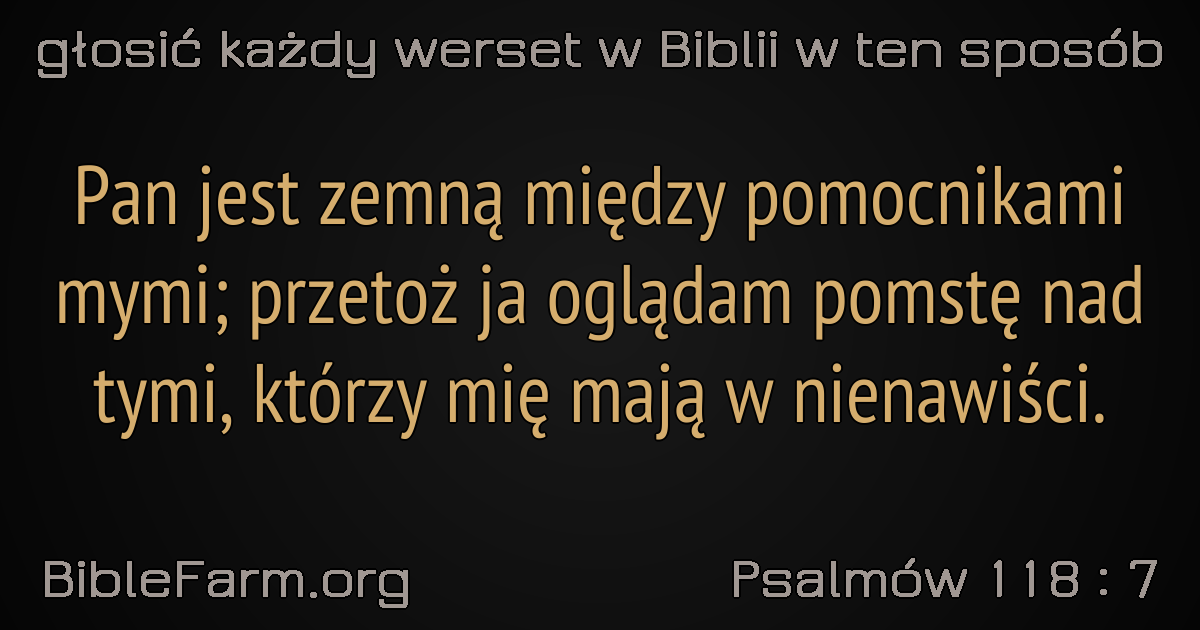 głosić każdy werset w Biblii w ten sposób
Pan jest zemną między pomocnikami
mymi; przetoż ja oglądam pomstę nad
tymi, którzy mię mają w nienawiści.
BibleFarm.org
Psalmów 118 : 7